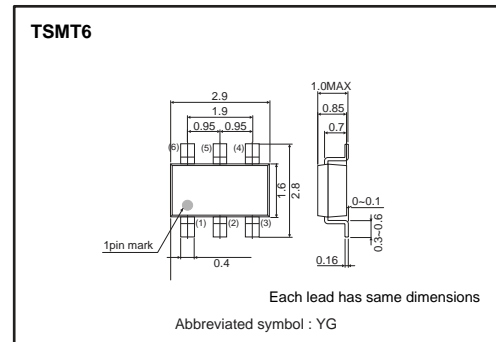 TSMT6
1.0MAX
2.9
0.85
1.9
0.7
0.95 0.95
(6) (5) (4)
1.6
2.8
0~0.1
(1) (2) (3)
1pin mark
0.3~0.6
0.4
0.16
Each lead has same dimensions
Abbreviated symbol : YG